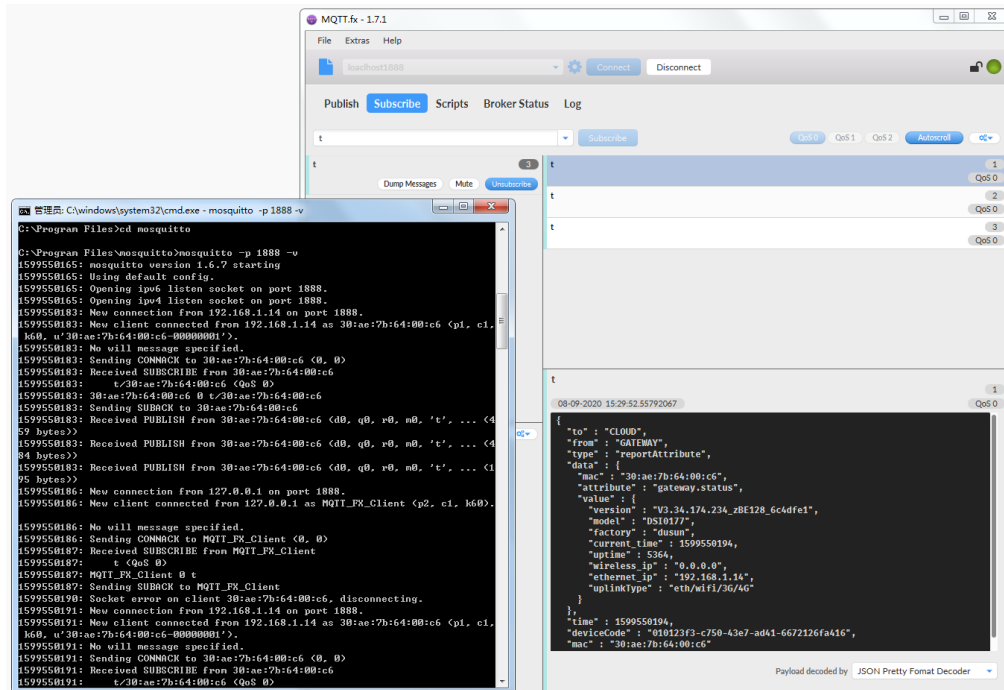 MQTT.fx - 1.7.1
File Extras Help
loaclhost1888 Connect Disconnect
Publish Subscribe Scripts Broker Status Log
t Subscribe QoS 0 QoS 1 QoS 2 Autoscroll
t 3
Dump Messages Mute Unsubscribe
t 1
QoS 0
t 2
QoS 0
t 3
QoS 0
管理员: C:\windows\system32\cmd.exe - mosquitto -p 1888 -v
C:\Program Files>cd mosquitto
C:\Program Files\mosquitto>mosquitto -p 1888 -v
1599550165: mosquitto version 1.6.7 starting
1599550165: Using default config.
1599550165: Opening ipv6 listen socket on port 1888.
1599550165: Opening ipv4 listen socket on port 1888.
1599550183: New connection from 192.168.1.14 on port 1888.
1599550183: New client connected from 192.168.1.14 as 30:ae:7b:64:00:c6 (p1, c1,
k60, u'30:ae:7b:64:00:c6-00000001').
1599550183: No will message specified.
1599550183: Sending CONNACK to 30:ae:7b:64:00:c6 (0, 0)
1599550183: Received SUBSCRIBE from 30:ae:7b:64:00:c6
1599550183: t/30:ae:7b:64:00:c6 (QoS 0)
1599550183: 30:ae:7b:64:00:c6 0 t/30:ae:7b:64:00:c6
1599550183: Sending SUBACK to 30:ae:7b:64:00:c6
1599550183: Received PUBLISH from 30:ae:7b:64:00:c6 (d0, q0, r0, m0, 't', ... (4
59 bytes))
1599550183: Received PUBLISH from 30:ae:7b:64:00:c6 (d0, q0, r0, m0, 't', ... (4
84 bytes))
1599550183: Received PUBLISH from 30:ae:7b:64:00:c6 (d0, q0, r0, m0, 't', ... (1
95 bytes))
1599550186: New connection from 127.0.0.1 on port 1888.
1599550186: New client connected from 127.0.0.1 as MQTT_FX_Client (p2, c1, k60).
1599550186: No will message specified.
1599550186: Sending CONNACK to MQTT_FX_Client (0, 0)
1599550187: Received SUBSCRIBE from MQTT_FX_Client
1599550187: t (QoS 0)
1599550187: MQTT_FX_Client 0 t
1599550187: Sending SUBACK to MQTT_FX_Client
1599550190: Socket error on client 30:ae:7b:64:00:c6, disconnecting.
1599550191: New connection from 192.168.1.14 on port 1888.
1599550191: New client connected from 192.168.1.14 as 30:ae:7b:64:00:c6 (p1, c1,
k60, u'30:ae:7b:64:00:c6-00000001').
1599550191: No will message specified.
1599550191: Sending CONNACK to 30:ae:7b:64:00:c6 (0, 0)
1599550191: Received SUBSCRIBE from 30:ae:7b:64:00:c6
1599550191: t/30:ae:7b:64:00:c6 (QoS 0)
t
1
08-09-2020 15:29:52.55792067 QoS 0
{
"to" : "CLOUD",
"from" : "GATEWAY",
"type" : "reportAttribute",
"data" : {
"mac" : "30:ae:7b:64:00:c6",
"attribute" : "gateway.status",
"value" : {
"version" : "V3.34.174.234_zBE128_6c4dfe1",
"model" : "DSI0177",
"factory" : "dusun",
"current_time" : 1599550194,
"uptime" : 5364,
"wireless_ip" : "0.0.0.0",
"ethernet_ip" : "192.168.1.14",
"uplinkType" : "eth/wifi/3G/4G"
}
},
"time" : 1599550194,
"deviceCode" : "010123f3-c750-43e7-ad41-6672126fa416",
"mac" : "30:ae:7b:64:00:c6"
Payload decoded by JSON Pretty Fomat Decoder